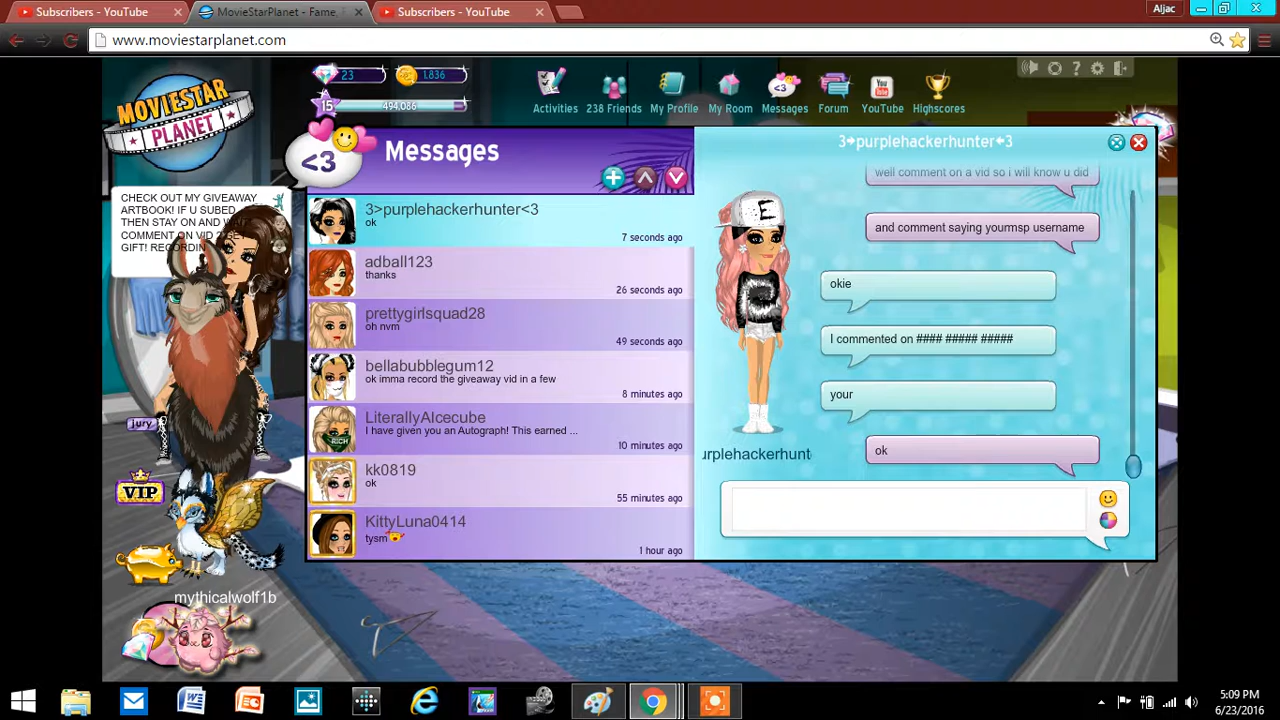 Subscribers - YouTube
MovieStarPlanet - Fame,
Subscribers - YouTube
Aljac
www.moviestarplanet.com
23
1,836
15
494,086
Activities
238 Friends
My Profile
My Room
<3
Messages
Forum
You
Tube
YouTube
Highscores
MOVIESTAR
PLANET
<3
Messages
CHECK OUT MY GIVEAWAY
ARTBOOK! IF U SUBED
THEN STAY ON AND
COMMENT ON VID
GIFT!
3>purplehackerhunter<3
ok
7 seconds ago
adball123
thanks
26 seconds ago
prettygirlsquad28
oh nvm
49 seconds ago
bellabubblegum12
ok imma record the giveaway vid in a few
8 minutes ago
RICH
LiterallyAIcecube
I have given you an Autograph! This earned ...
10 minutes ago
kk0819
ok
55 minutes ago
KittyLuna0414
tysm
1 hour ago
jury
VIP
mythicalwolf1b
3→purplehackerhunter←3
E
well comment on a vid so i will know u did
and comment saying yourmsp username
okie
I commented on #### ##### #####
your
ok
urplehackerhunt
5:09 PM
6/23/2016